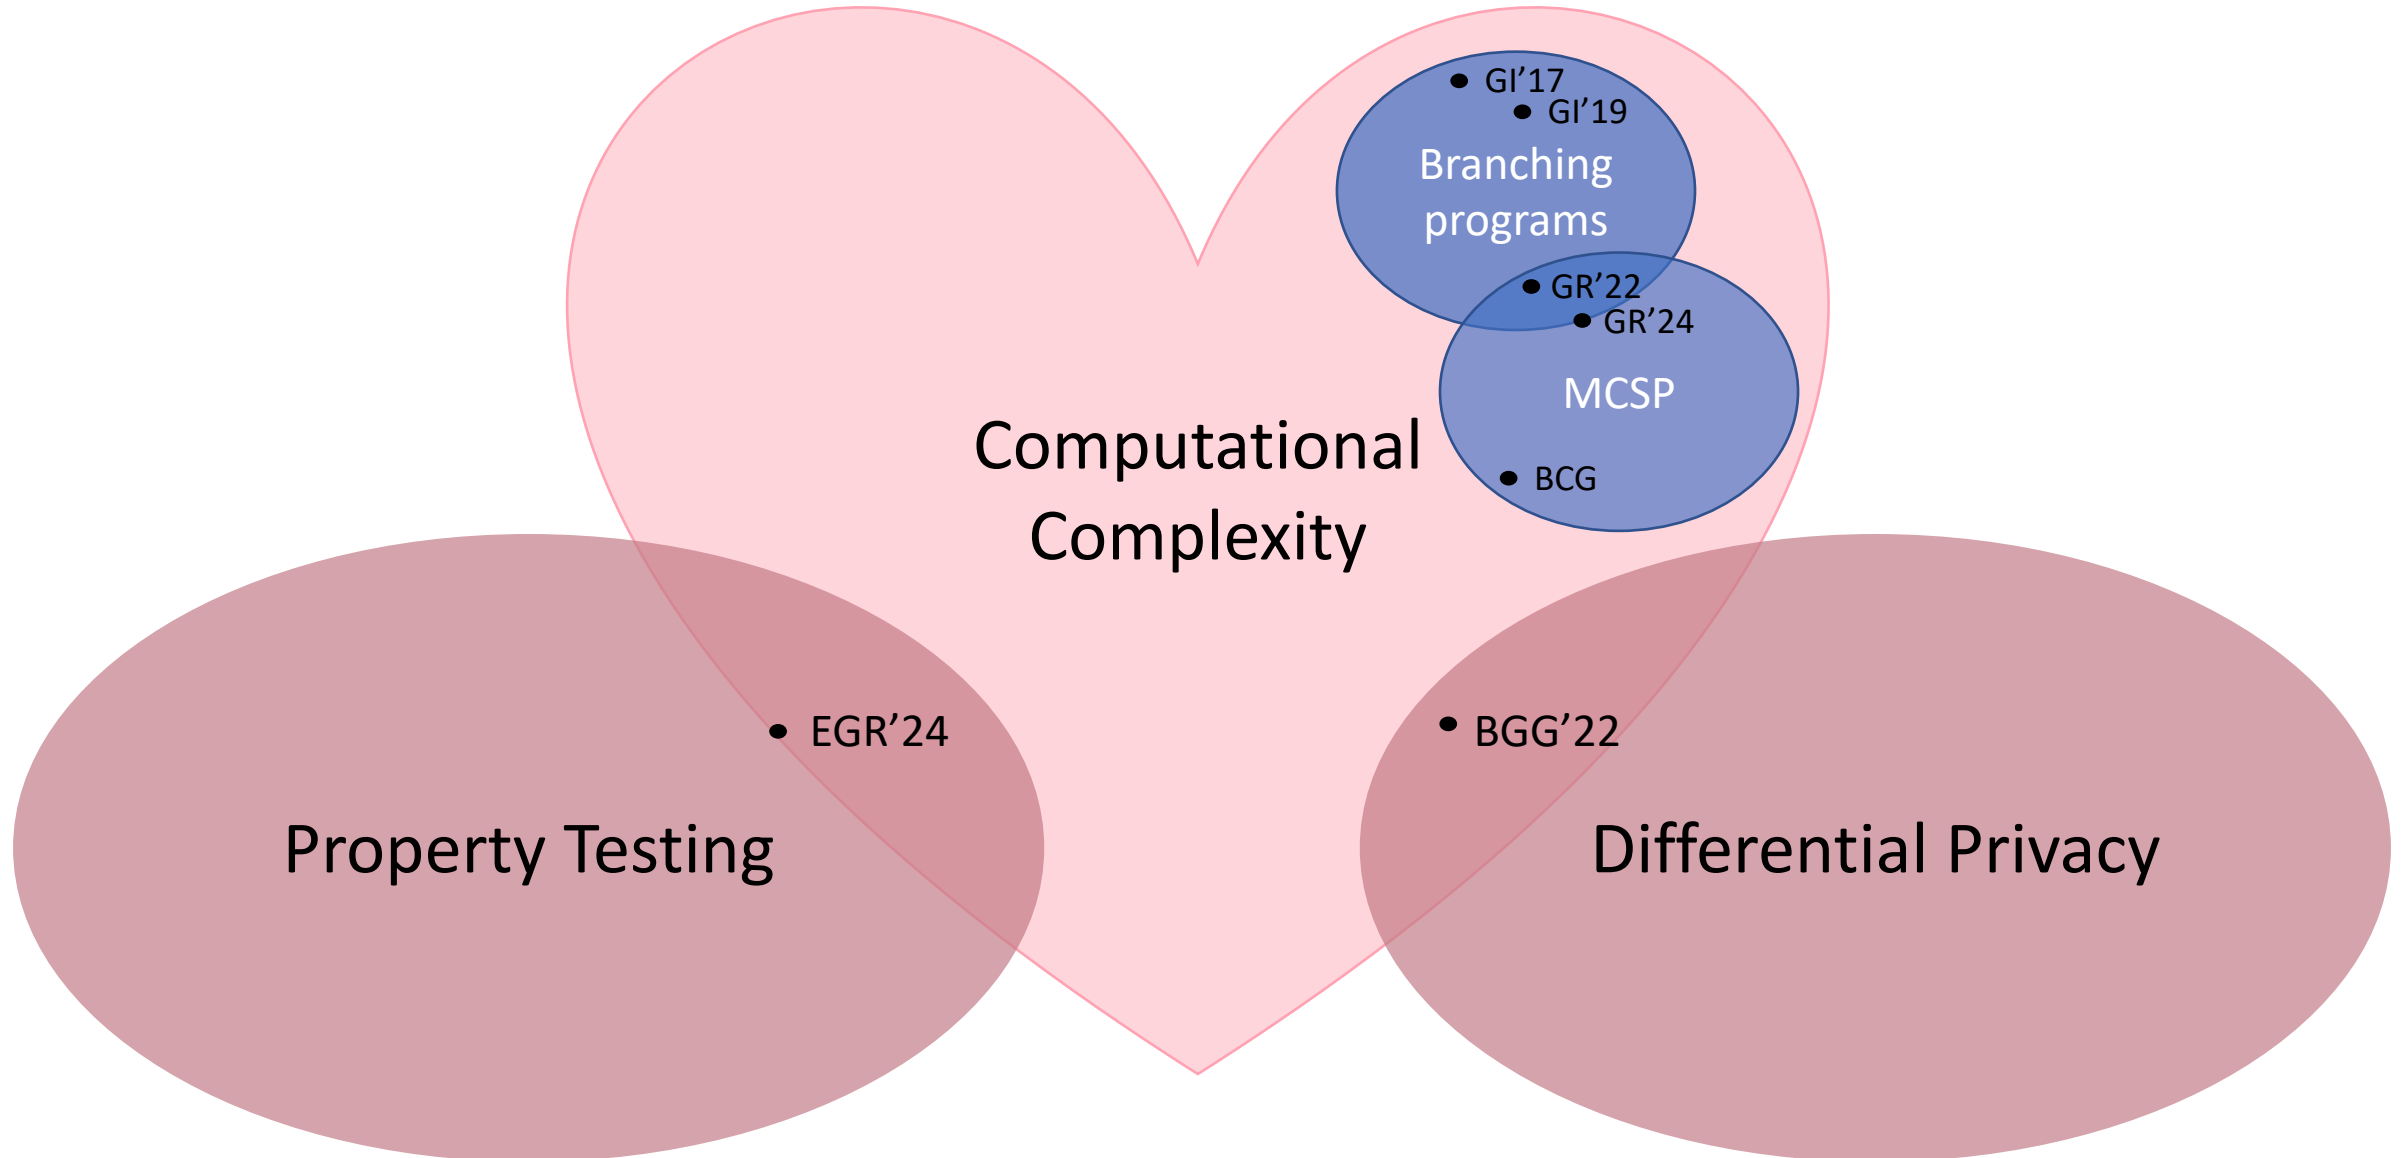 GI’17
GI’19
Branching
programs
GR’22
GR’24
MCSP
BCG
Computational
Complexity
EGR’24
BGG’22
Property Testing
Differential Privacy